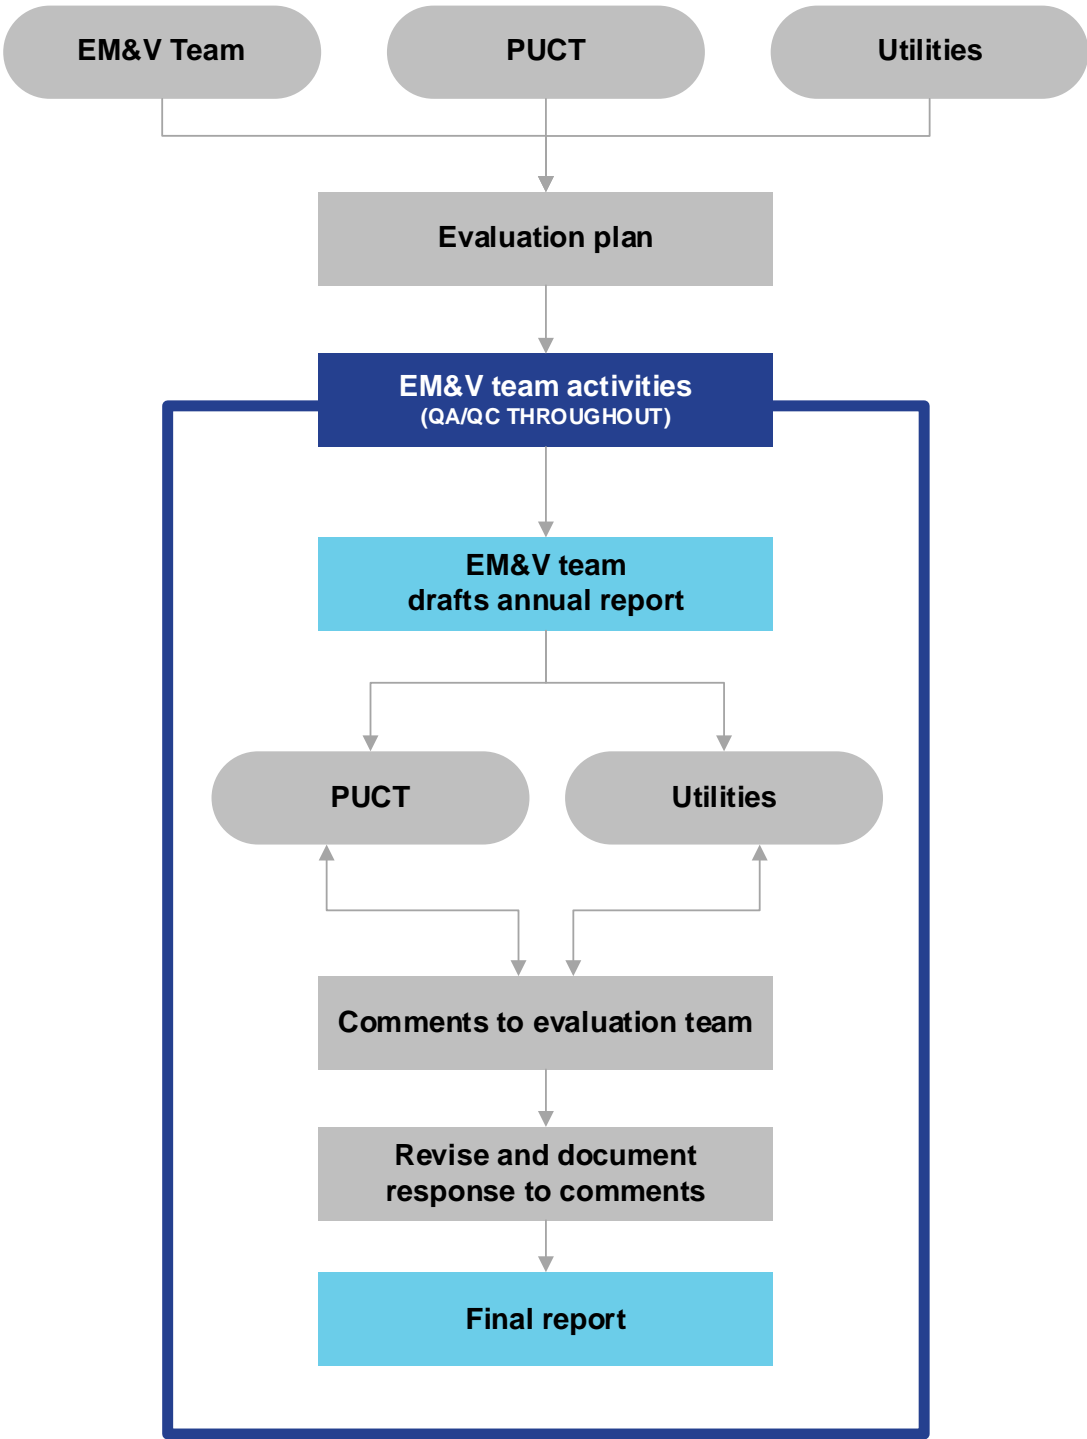 EM&V Team
PUCT
Utilities
Evaluation plan
EM&V team activities
(QA/QC THROUGHOUT)
EM&V team
drafts annual report
PUCT
Utilities
Comments to evaluation team
Revise and document
response to comments
Final report